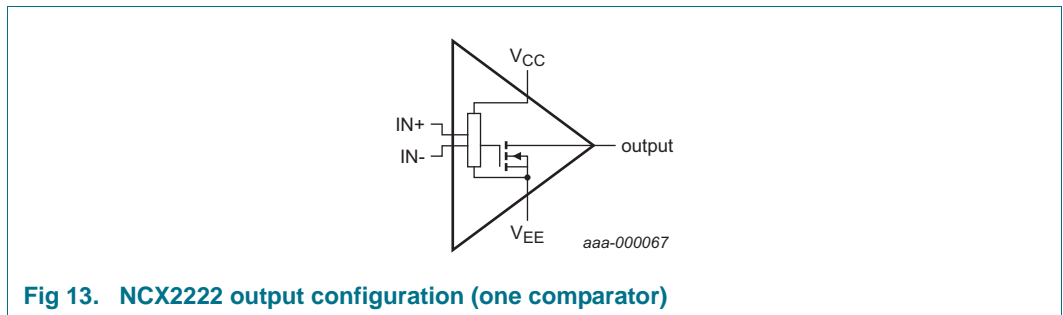 VCC
IN+
IN-
output
VEE
aaa-000067
Fig 13. NCX2222 output configuration (one comparator)